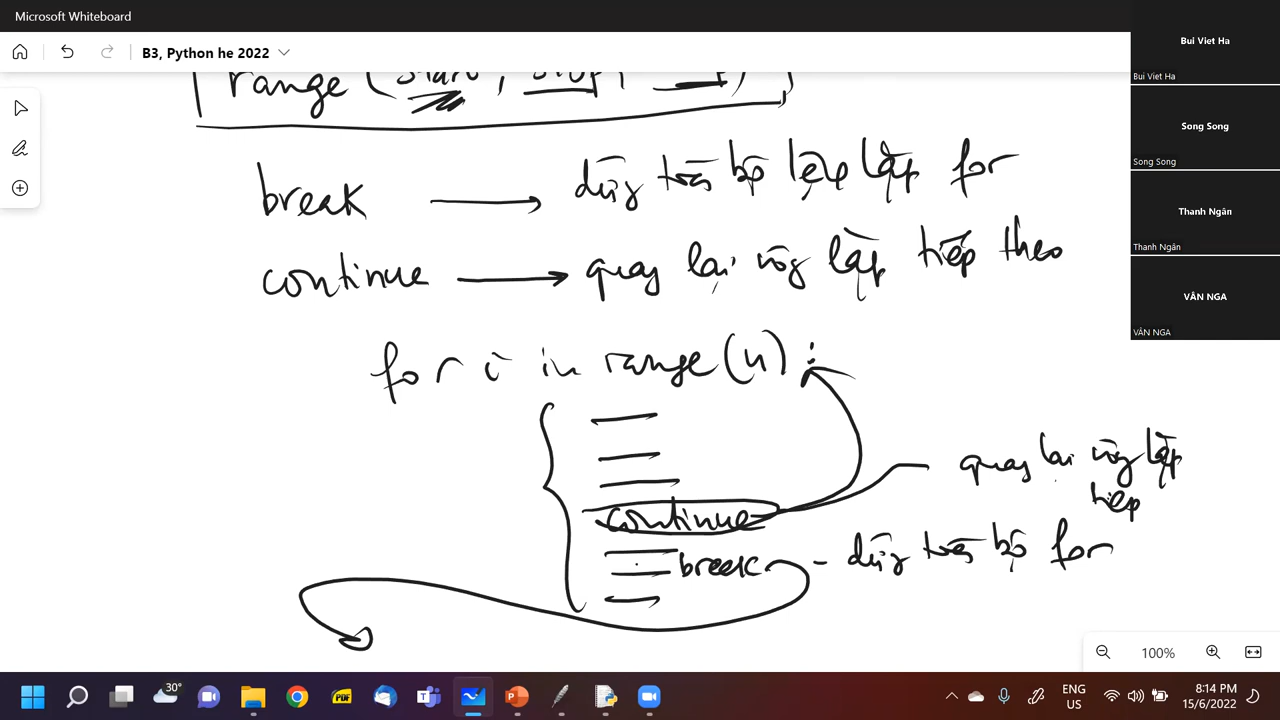 Microsoft Whiteboard
B3, Python he 2022
Bui Viet Ha
Bui Viet Ha
Song Song
Song Song
Thanh Ngân
Thanh Ngân
VÂN NGA
VÂN NGA
range (start, stop, )
break dừng toàn bộ lệnh lặp for
continue quay lại vòng lặp tiếp theo
for i in range(n) :
continue
quay lại vòng lặp
tiếp
break - dừng toàn bộ for
100%
30°
PDF
ENG
US
8:14 PM
15/6/2022